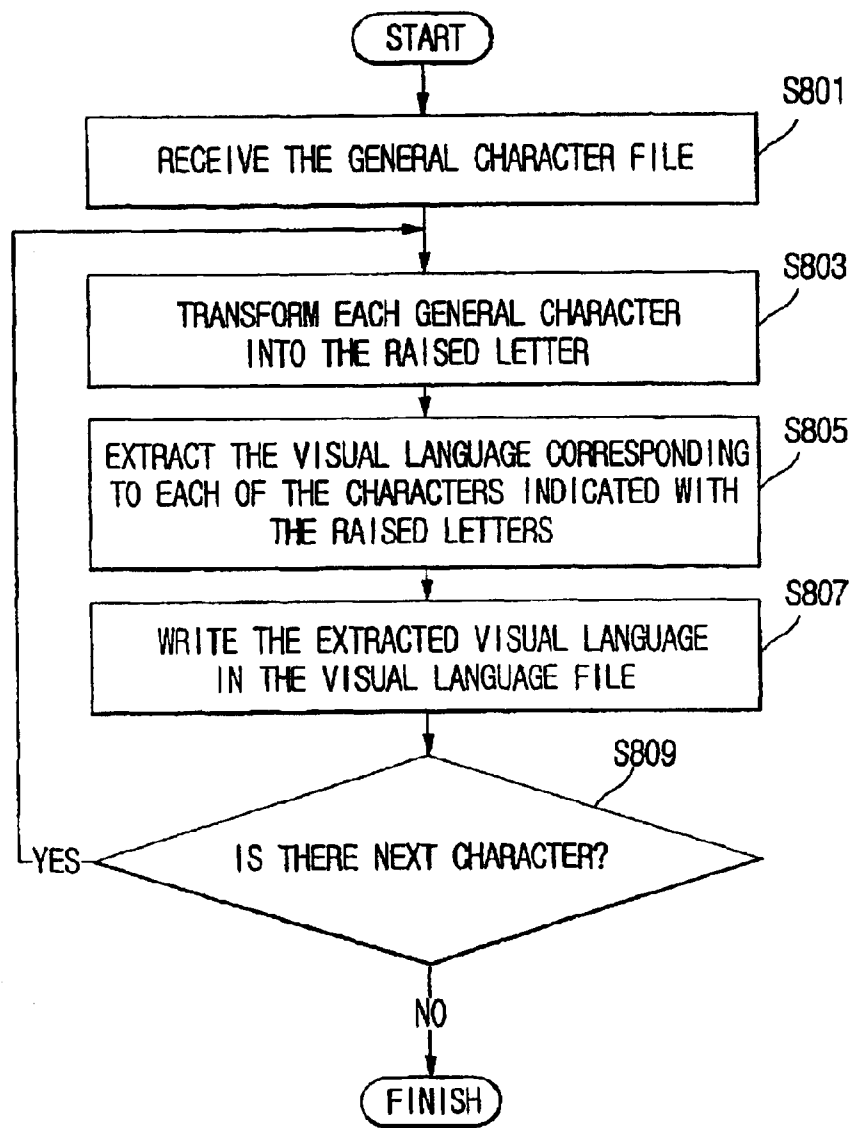 START
S801
RECEIVE THE GENERAL CHARACTER FILE
S803
TRANSFORM EACH GENERAL CHARACTER
INTO THE RAISED LETTER
S805
EXTRACT THE VISUAL LANGUAGE CORRESPONDING
TO EACH OF THE CHARACTERS INDICATED WITH
THE RAISED LETTERS
S807
WRITE THE EXTRACTED VISUAL LANGUAGE
IN THE VISUAL LANGUAGE FILE
S809
YES
IS THERE NEXT CHARACTER?
NO
FINISH